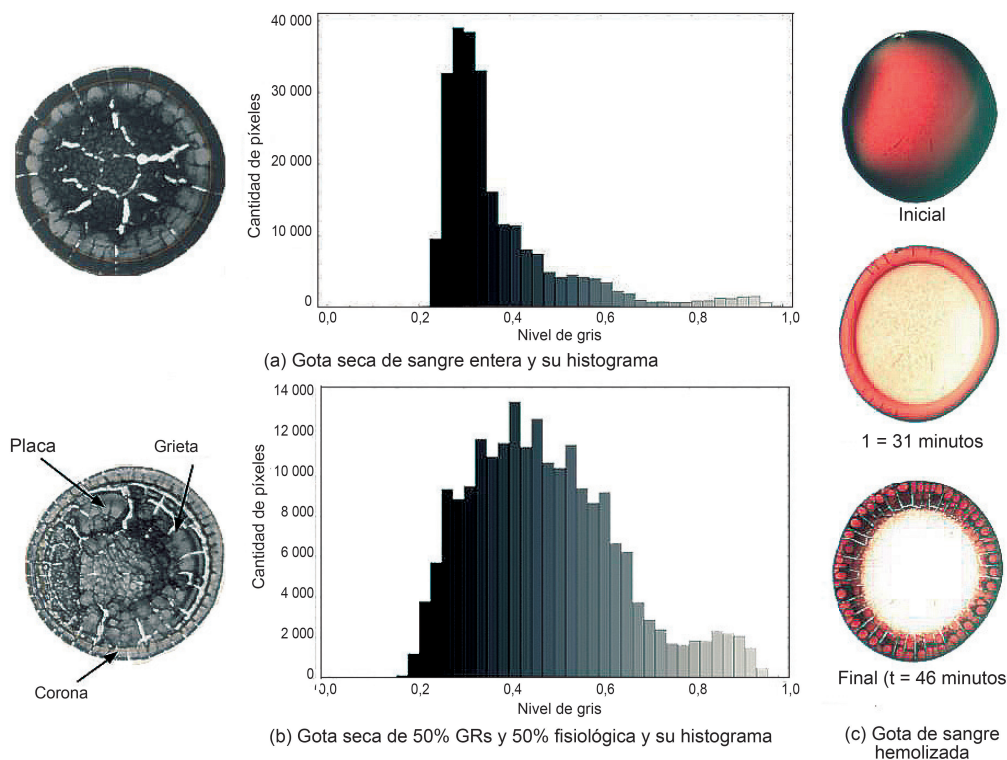 40 000
30 000
20 000
10 000
0
Cantidad de píxeles
0,0
0,2
0,4
0,6
0,8
1,0
Nivel de gris
(a) Gota seca de sangre entera y su histograma
Placa
Grieta
Corona
14 000
12 000
10 000
8 000
6 000
4 000
2 000
0
Cantidad de píxeles
0,0
0,2
0,4
0,6
0,8
1,0
Nivel de gris
(b) Gota seca de 50% GRs y 50% fisiológica y su histograma
Inicial
1 = 31 minutos
Final (t = 46 minutos
(c) Gota de sangre
hemolizada